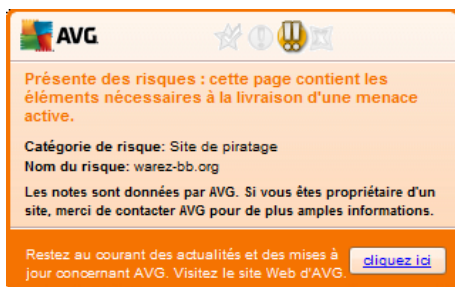 AVG
Présente des risques : cette page contient les
éléments nécessaires à la livraison d'une menace
active.
Catégorie de risque: Site de piratage
Nom du risque: warez-bb.org
Les notes sont données par AVG. Si vous êtes propriétaire d'un
site, merci de contacter AVG pour de plus amples informations.
Restez au courant des actualités et des mises à
jour concernant AVG. Visitez le site Web d'AVG.
cliquez ici